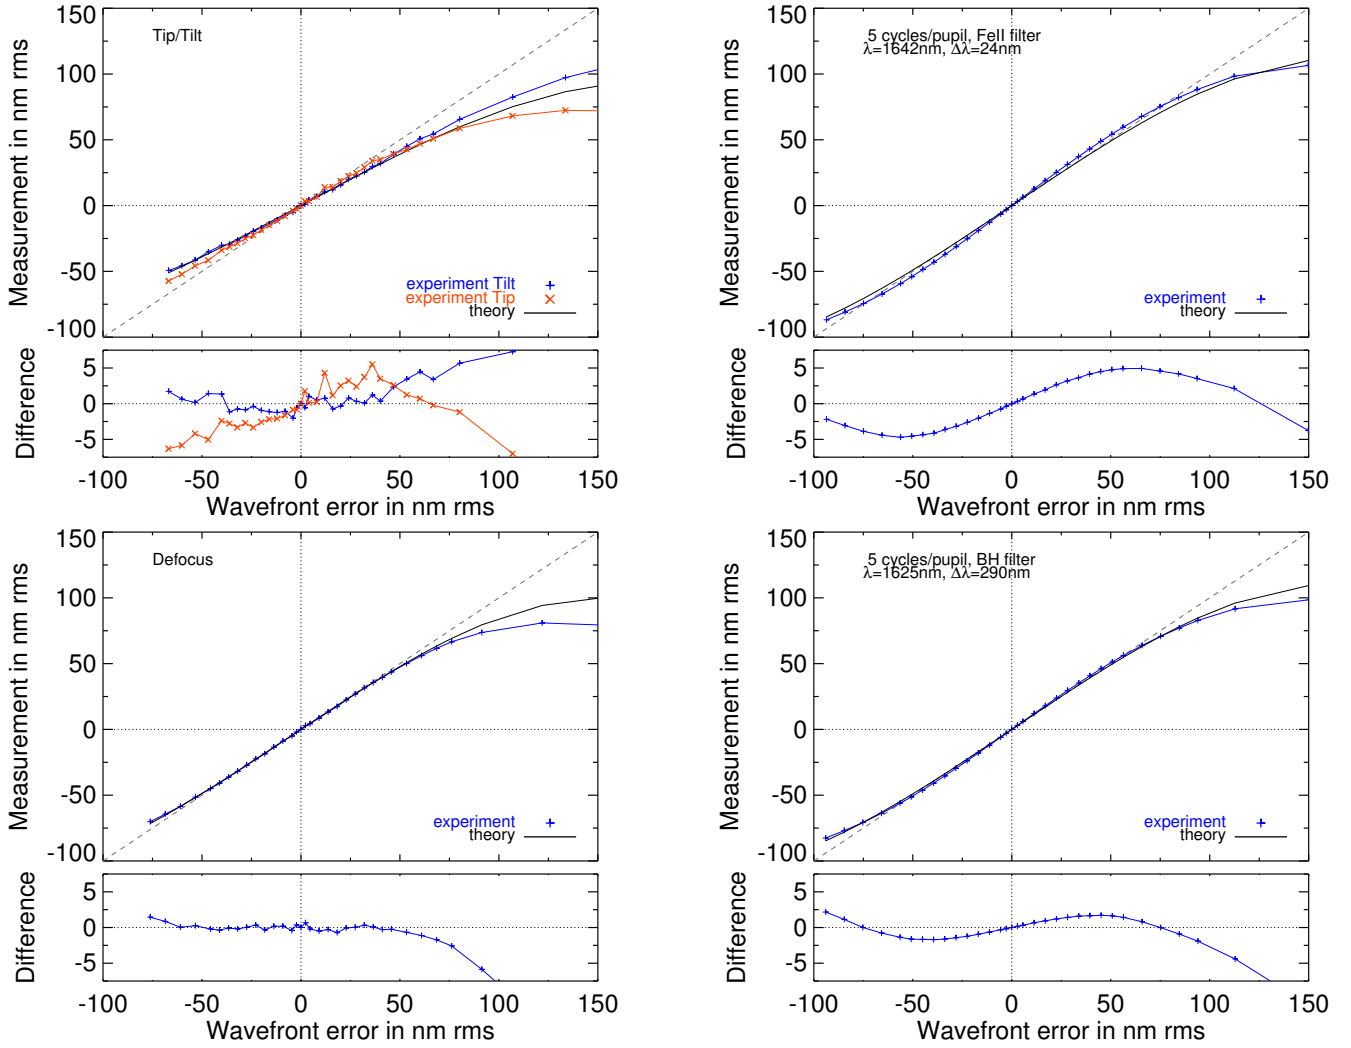 Tip/Tilt
Measurement in nm rms
150
100
50
0
-50
-100
experiment Tilt
experiment Tip
theory
Difference
5
0
-5
-100 -50 0 50 100 150
Wavefront error in nm rms
5 cycles/pupil, FeII filter
λ=1642nm, Δλ=24nm
Measurement in nm rms
150
100
50
0
-50
-100
experiment
theory
Difference
5
0
-5
-100 -50 0 50 100 150
Wavefront error in nm rms
Defocus
Measurement in nm rms
150
100
50
0
-50
-100
experiment
theory
Difference
5
0
-5
-100 -50 0 50 100 150
Wavefront error in nm rms
5 cycles/pupil, BH filter
λ=1625nm, Δλ=290nm
Measurement in nm rms
150
100
50
0
-50
-100
experiment
theory
Difference
5
0
-5
-100 -50 0 50 100 150
Wavefront error in nm rms